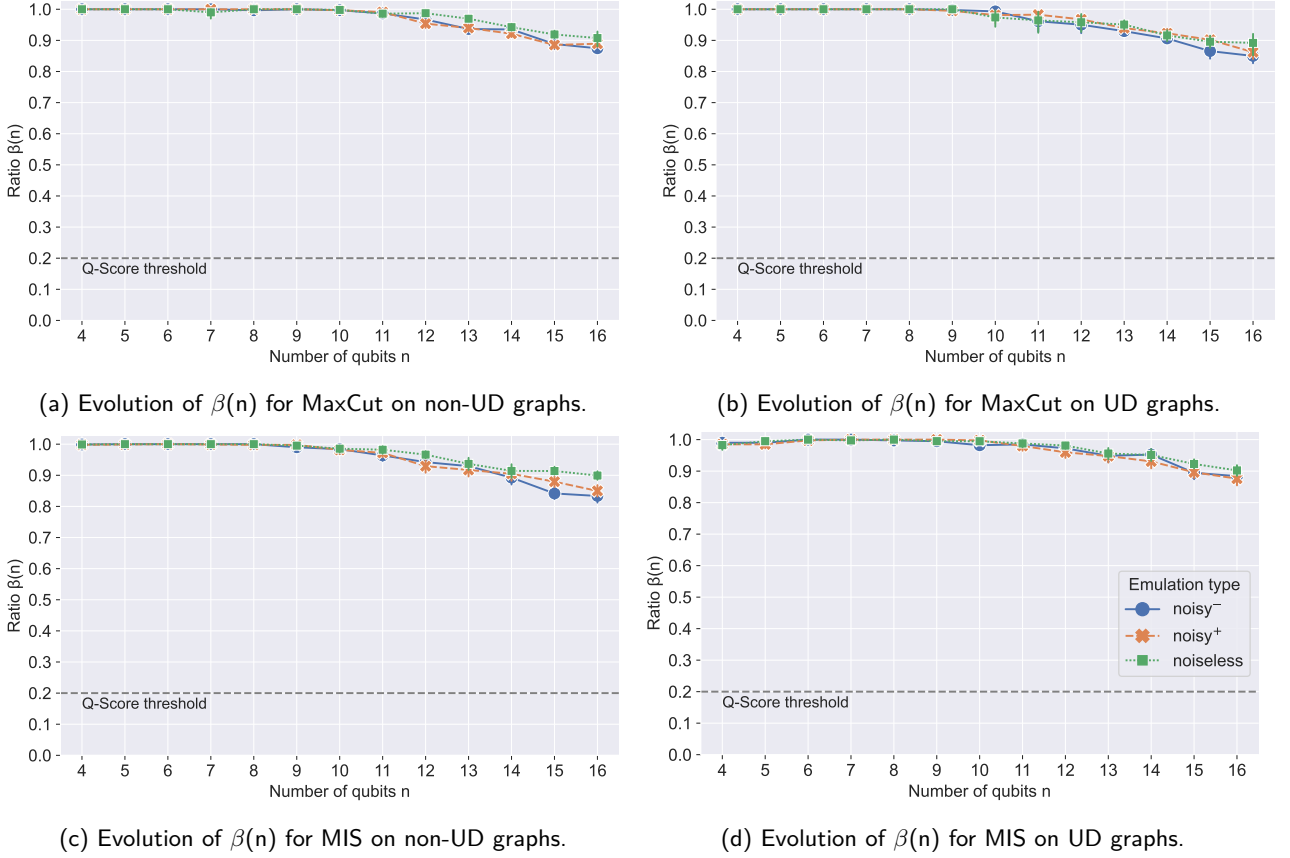 1.0
0.9
0.8
0.7
0.6
0.5
0.4
0.3
0.2
0.1
0.0
Ratio β(n)
Q-Score threshold
4 5 6 7 8 9 10 11 12 13 14 15 16
Number of qubits n
(a) Evolution of β(n) for MaxCut on non-UD graphs.
1.0
0.9
0.8
0.7
0.6
0.5
0.4
0.3
0.2
0.1
0.0
Ratio β(n)
Q-Score threshold
4 5 6 7 8 9 10 11 12 13 14 15 16
Number of qubits n
(b) Evolution of β(n) for MaxCut on UD graphs.
1.0
0.9
0.8
0.7
0.6
0.5
0.4
0.3
0.2
0.1
0.0
Ratio β(n)
Q-Score threshold
4 5 6 7 8 9 10 11 12 13 14 15 16
Number of qubits n
(c) Evolution of β(n) for MIS on non-UD graphs.
1.0
0.9
0.8
0.7
0.6
0.5
0.4
0.3
0.2
0.1
0.0
Ratio β(n)
Emulation type
noisy⁻
noisy⁺
noiseless
Q-Score threshold
4 5 6 7 8 9 10 11 12 13 14 15 16
Number of qubits n
(d) Evolution of β(n) for MIS on UD graphs.